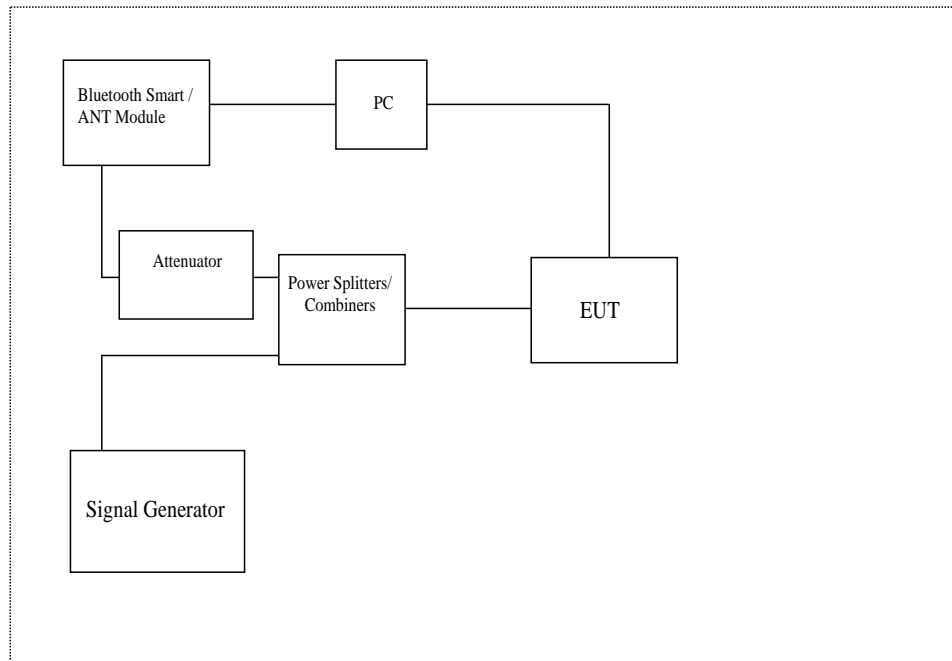 Bluetooth Smart /
ANT Module
PC
Attenuator
Power Splitters/
Combiners
EUT
Signal Generator